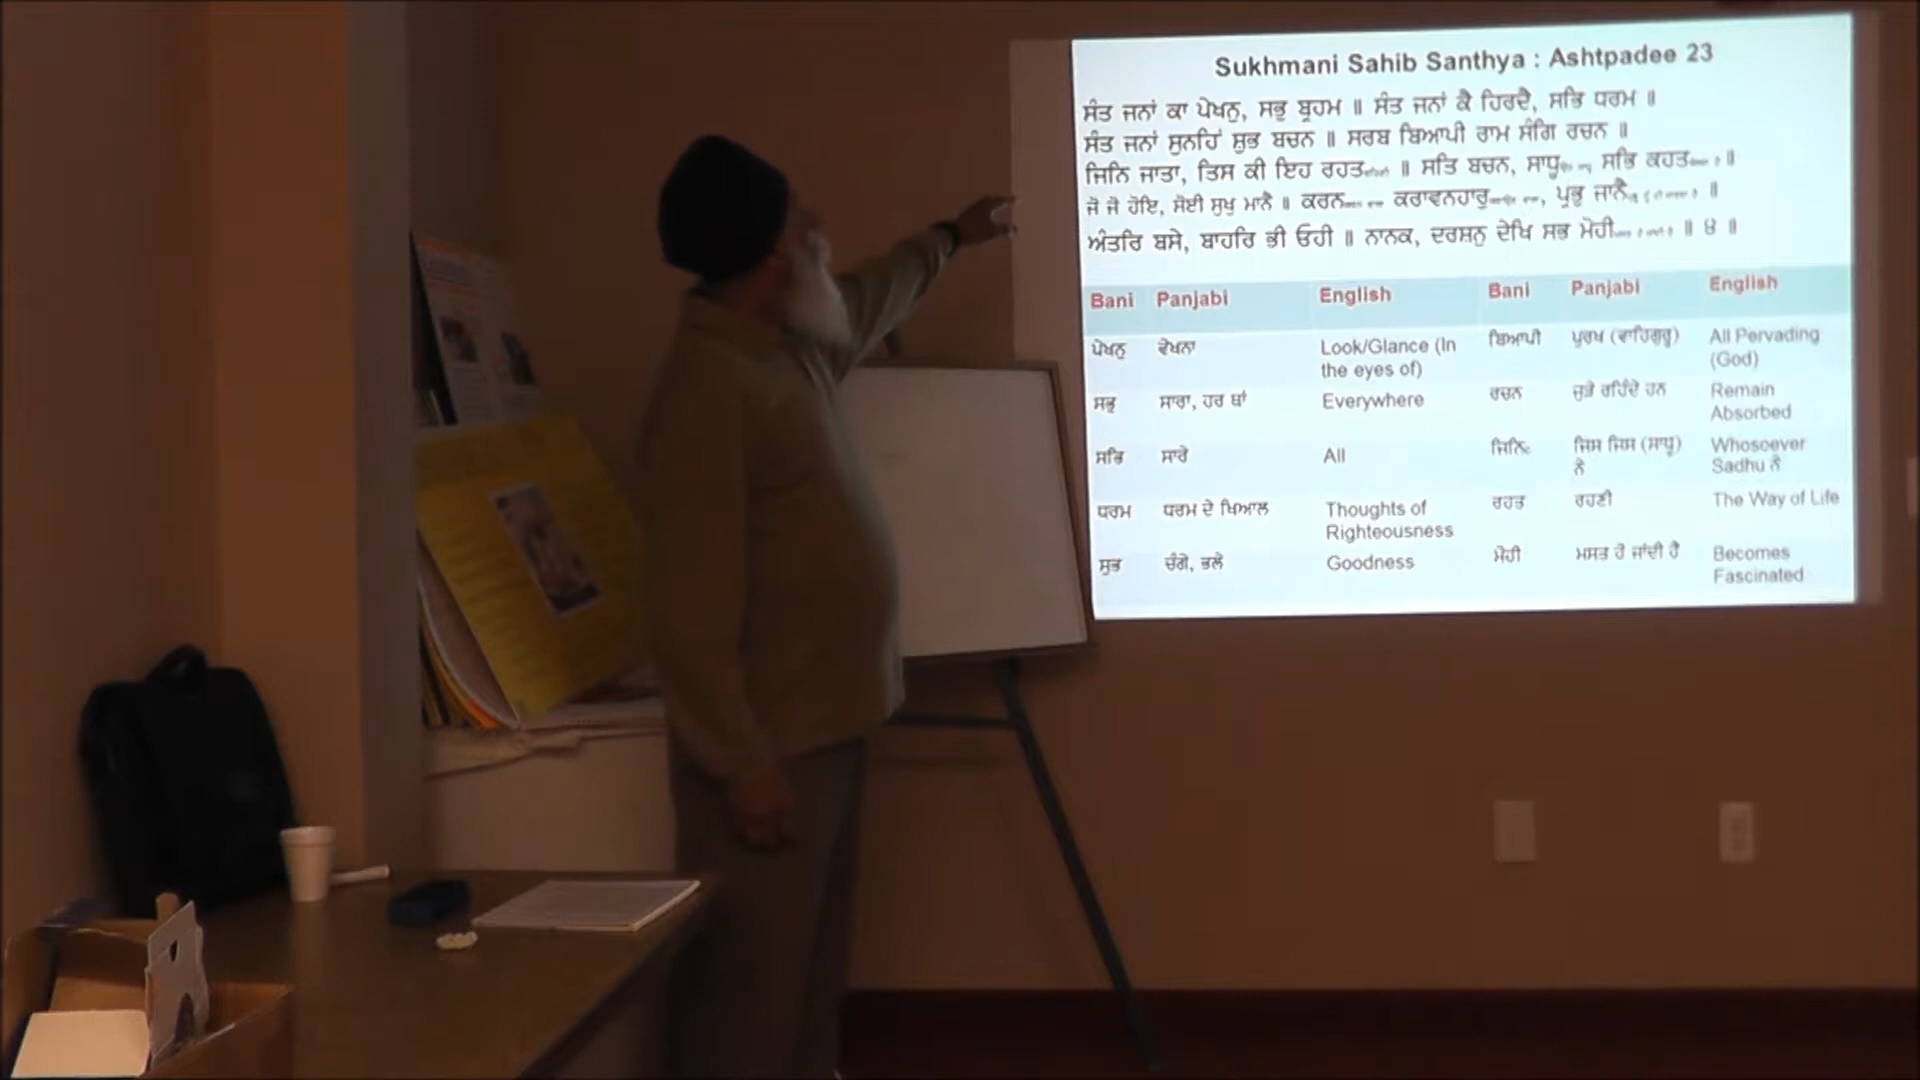 Sukhmani Sahib Santhya : Ashtpadee 23
ਸੰਤ ਜਨਾਂ ਕਾ ਪੇਖਨੁ, ਸਭੁ ਬ੍ਰਹਮ ॥ ਸੰਤ ਜਨਾਂ ਕੈ ਹਿਰਦੈ, ਸਭਿ ਧਰਮ ॥
ਸੰਤ ਜਨਾਂ ਸੁਨਹਿਂ ਸ਼ੁਭ ਬਚਨ ॥ ਸਰਬ ਬਿਆਪੀ ਰਾਮ ਸੰਗਿ ਰਚਨ ॥
ਜਿਨਿ ਜਾਤਾ, ਤਿਸ ਕੀ ਇਹ ਰਹਤ ॥ ਸਤਿ ਬਚਨ, ਸਾਧੂ ਸਭਿ ਕਹਤ ॥
ਜੋ ਜੋ ਹੋਇ, ਸੋਈ ਸੁਖੁ ਮਾਨੈ ॥ ਕਰਨ ਕਰਾਵਨਹਾਰੁ, ਪ੍ਰਭੁ ਜਾਨੈ ॥
ਅੰਤਰਿ ਬਸੇ, ਬਾਹਰਿ ਭੀ ਓਹੀ ॥ ਨਾਨਕ, ਦਰਸ਼ਨੁ ਦੇਖਿ ਸਭ ਮੋਹੀ ॥ ੪ ॥
Bani Panjabi English Bani Panjabi English
ਪੇਖਨੁ ਵੇਖਨਾ Look/Glance (In the eyes of) ਬਿਆਪੀ ਪੁਰਖ (ਵਾਹਿਗੁਰੂ) All Pervading (God)
ਸਭੁ ਸਾਰਾ, ਹਰ ਥਾਂ Everywhere ਰਚਨ ਜੁੜੇ ਰਹਿੰਦੇ ਹਨ Remain Absorbed
ਸਭਿ ਸਾਰੇ All ਜਿਨਿ ਜਿਸ ਜਿਸ (ਸਾਧੂ) ਨੇ Whosoever Sadhu ਨੇ
ਧਰਮ ਧਰਮ ਦੇ ਖਿਆਲ Thoughts of Righteousness ਰਹਤ ਰਹਣੀ The Way of Life
ਸੁਭ ਚੰਗੇ, ਭਲੇ Goodness ਮੋਹੀ ਮਸਤ ਹੋ ਜਾਂਦੀ ਹੈ Becomes Fascinated